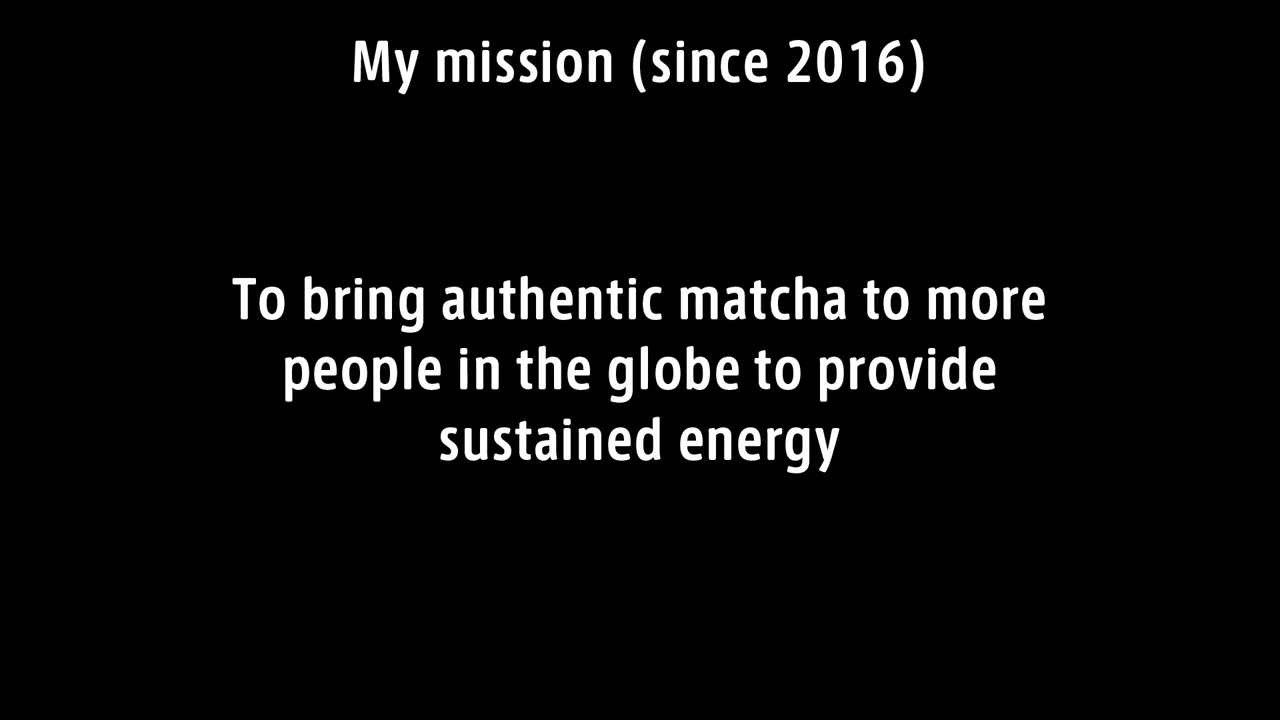 My mission (since 2016)
To bring authentic matcha to more
people in the globe to provide
sustained energy